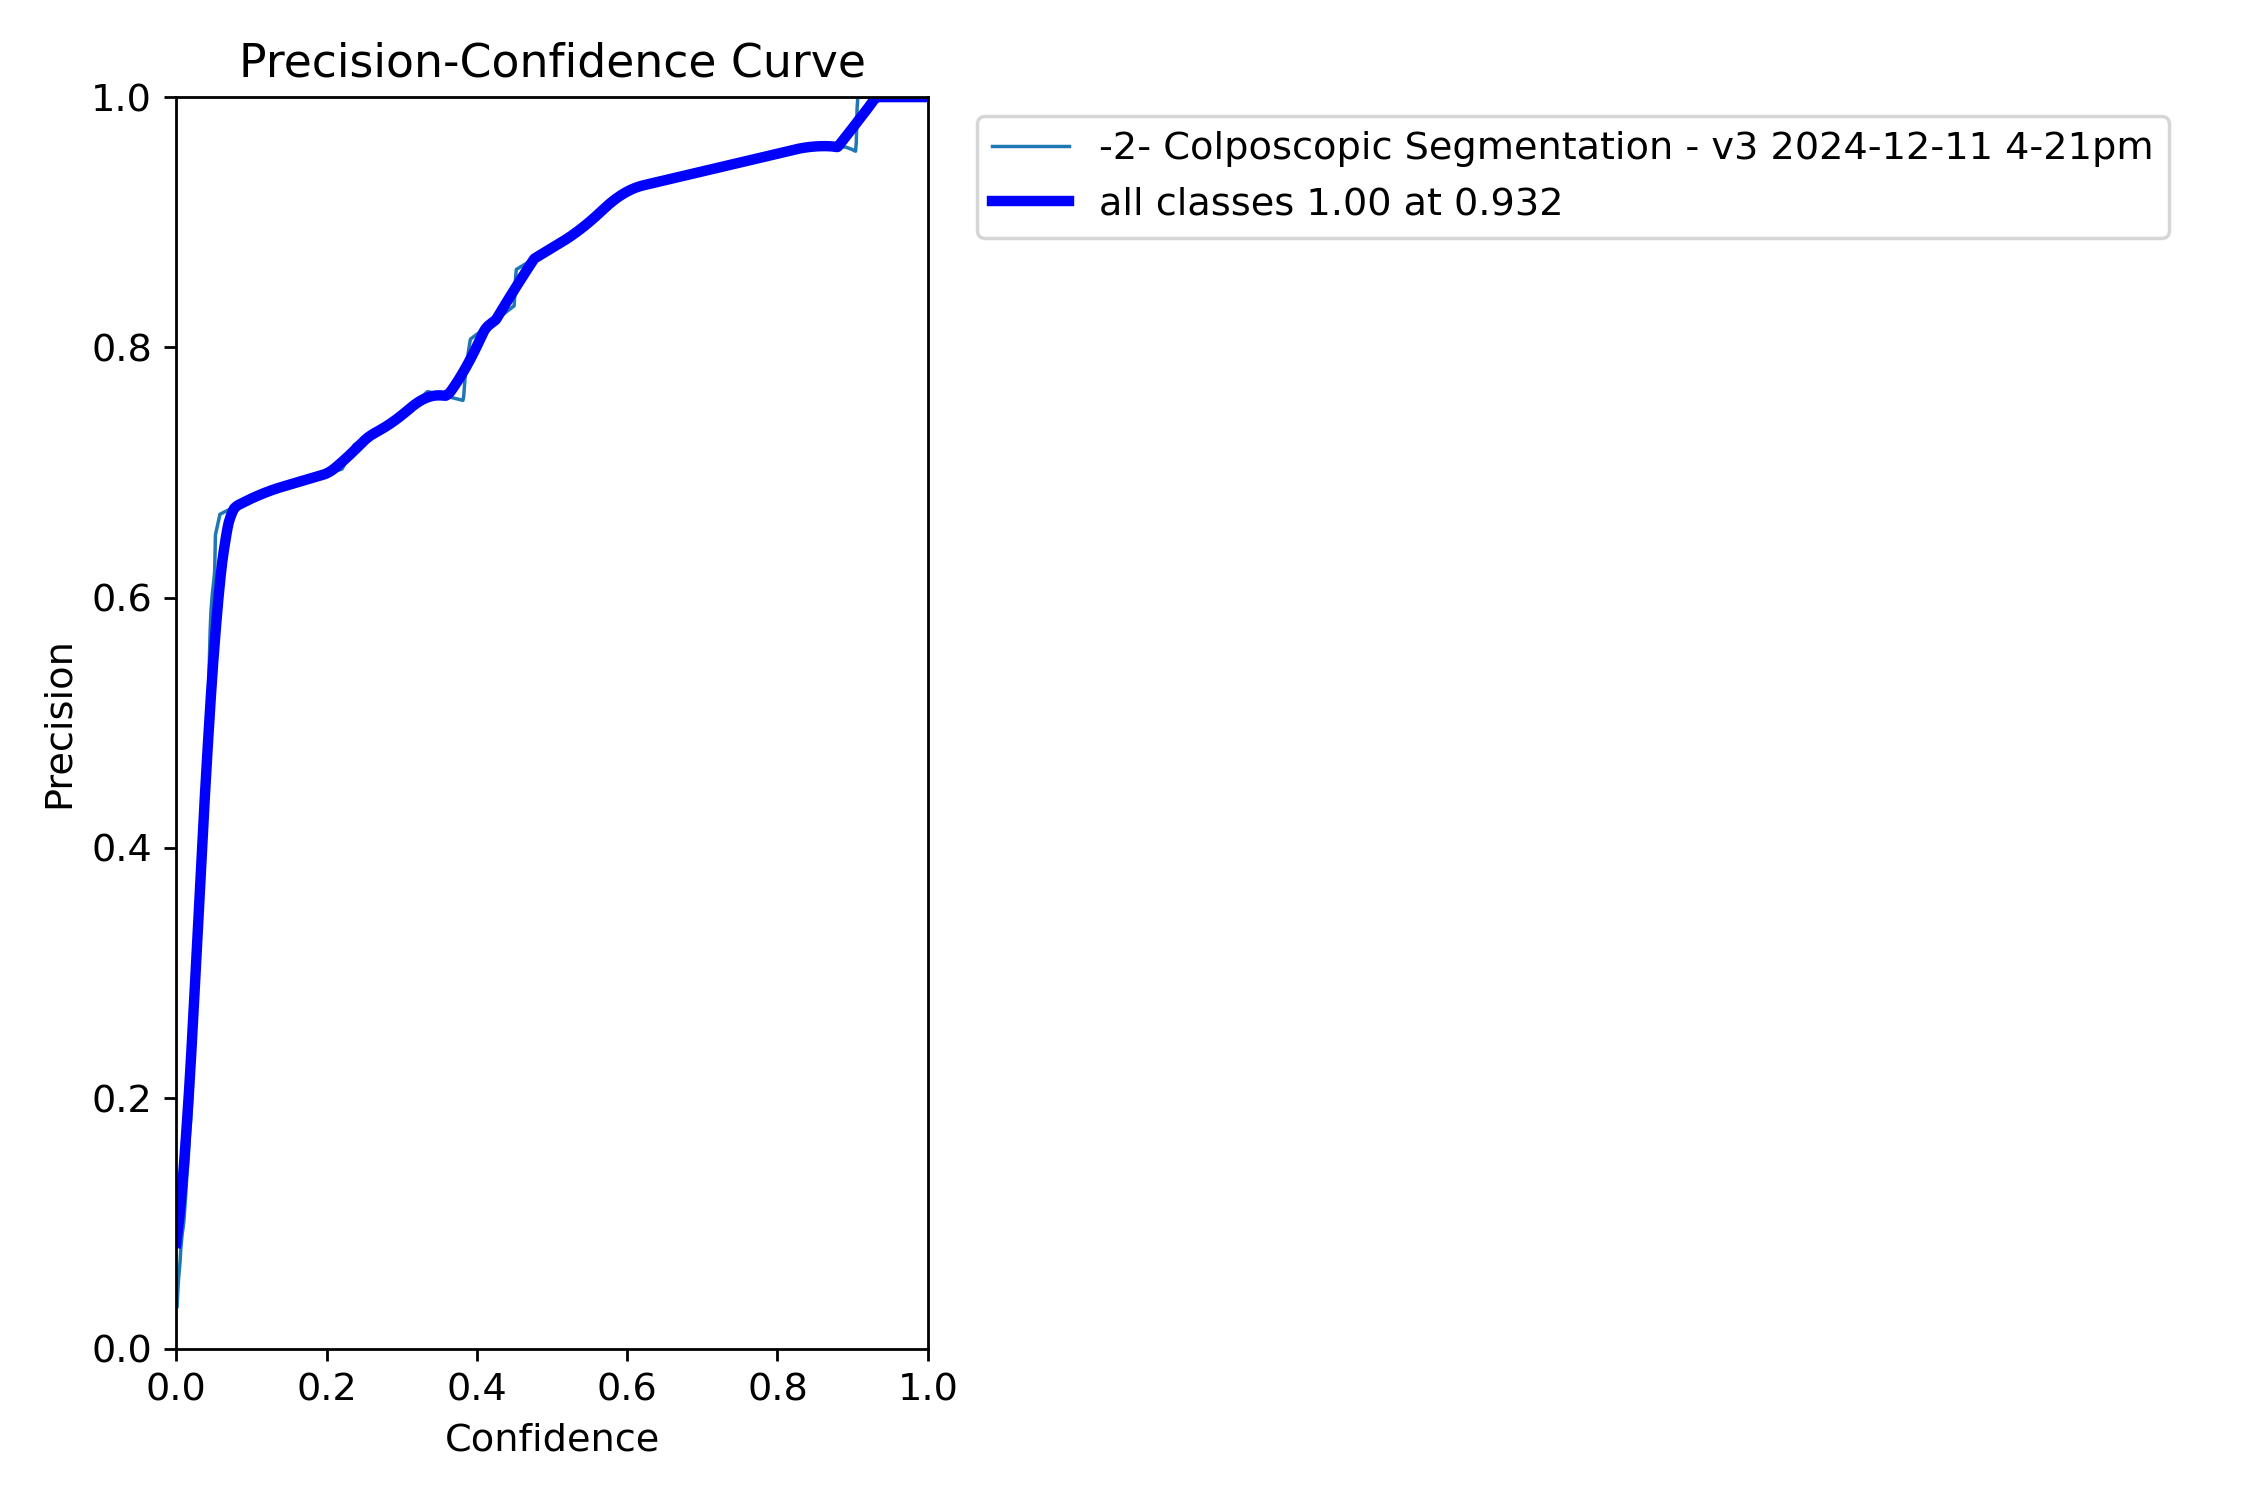 Precision-Confidence Curve
1.0
0.8
0.6
0.4
0.2
0.0
Precision
0.0 0.2 0.4 0.6 0.8 1.0
Confidence
-2- Colposcopic Segmentation - v3 2024-12-11 4-21pm
all classes 1.00 at 0.932